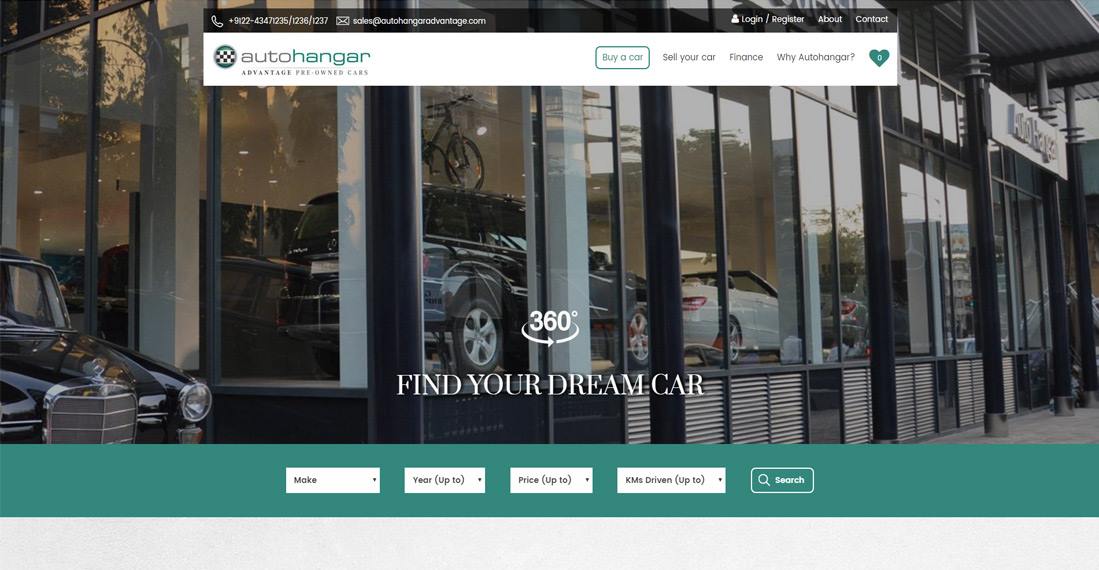 +9122-43471235/1236/1237 sales@autohangaradvantage.com Login / Register About Contact
autohangar
ADVANTAGE PRE-OWNED CARS
Buy a car Sell your car Finance Why Autohangar? 0
Auto Hangar
360°
FIND YOUR DREAM CAR
Make Year (Up to) Price (Up to) KMs Driven (Up to) Search